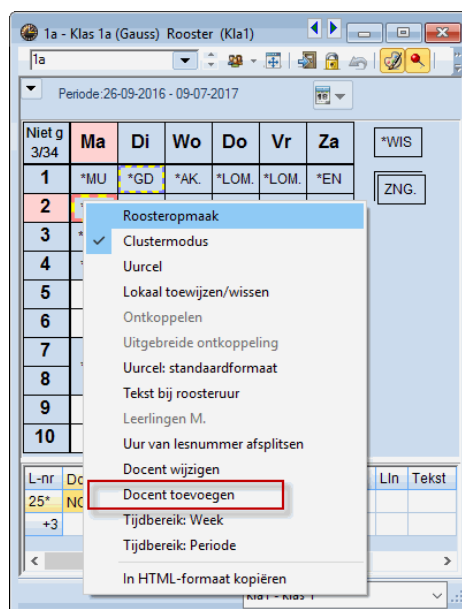 1a - Klas 1a (Gauss) Rooster (Kla1)
1a
Periode:26-09-2016 - 09-07-2017
Niet g
3/34
Ma Di Wo Do Vr Za
*WIS
1 *MU *GD *AK. *LOM. *LOM. *EN
ZNG.
2
Roosteropmaak
3
Clustermodus
4
Uurcel
5
Lokaal toewijzen/wissen
6
Ontkoppelen
7
Uitgebreide ontkoppeling
8
Uurcel: standaardformaat
Tekst bij roosteruur
9
Leerlingen M.
10
Uur van lesnummer afsplitsen
L-nr Do Docent wijzigen Lln Tekst
25* NO Docent toevoegen
+3 Tijdbereik: Week
Tijdbereik: Periode
In HTML-formaat kopiëren
Kla1 - Klas 1